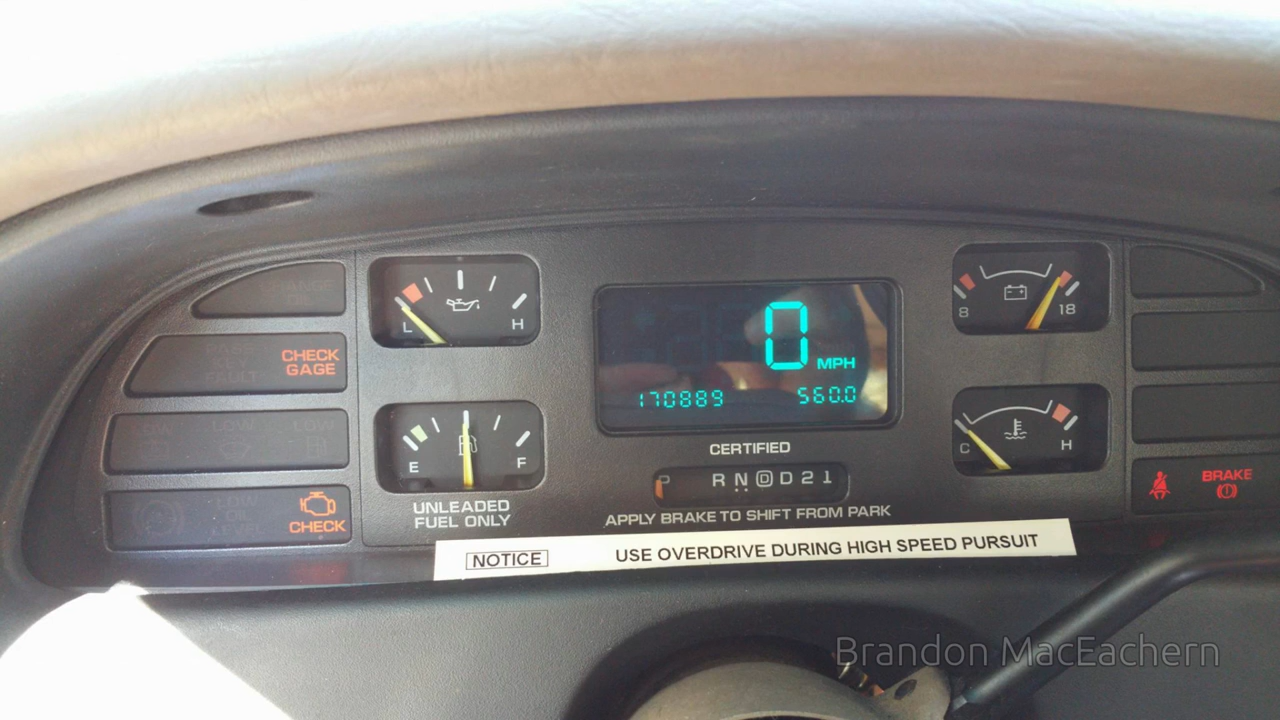 CHECK
GAGE
CHECK
L H
E F
UNLEADED
FUEL ONLY
0 MPH
170889 560.0
CERTIFIED
P R N D D 2 1
APPLY BRAKE TO SHIFT FROM PARK
8 18
C H
BRAKE
NOTICE USE OVERDRIVE DURING HIGH SPEED PURSUIT
Brandon MacEachern